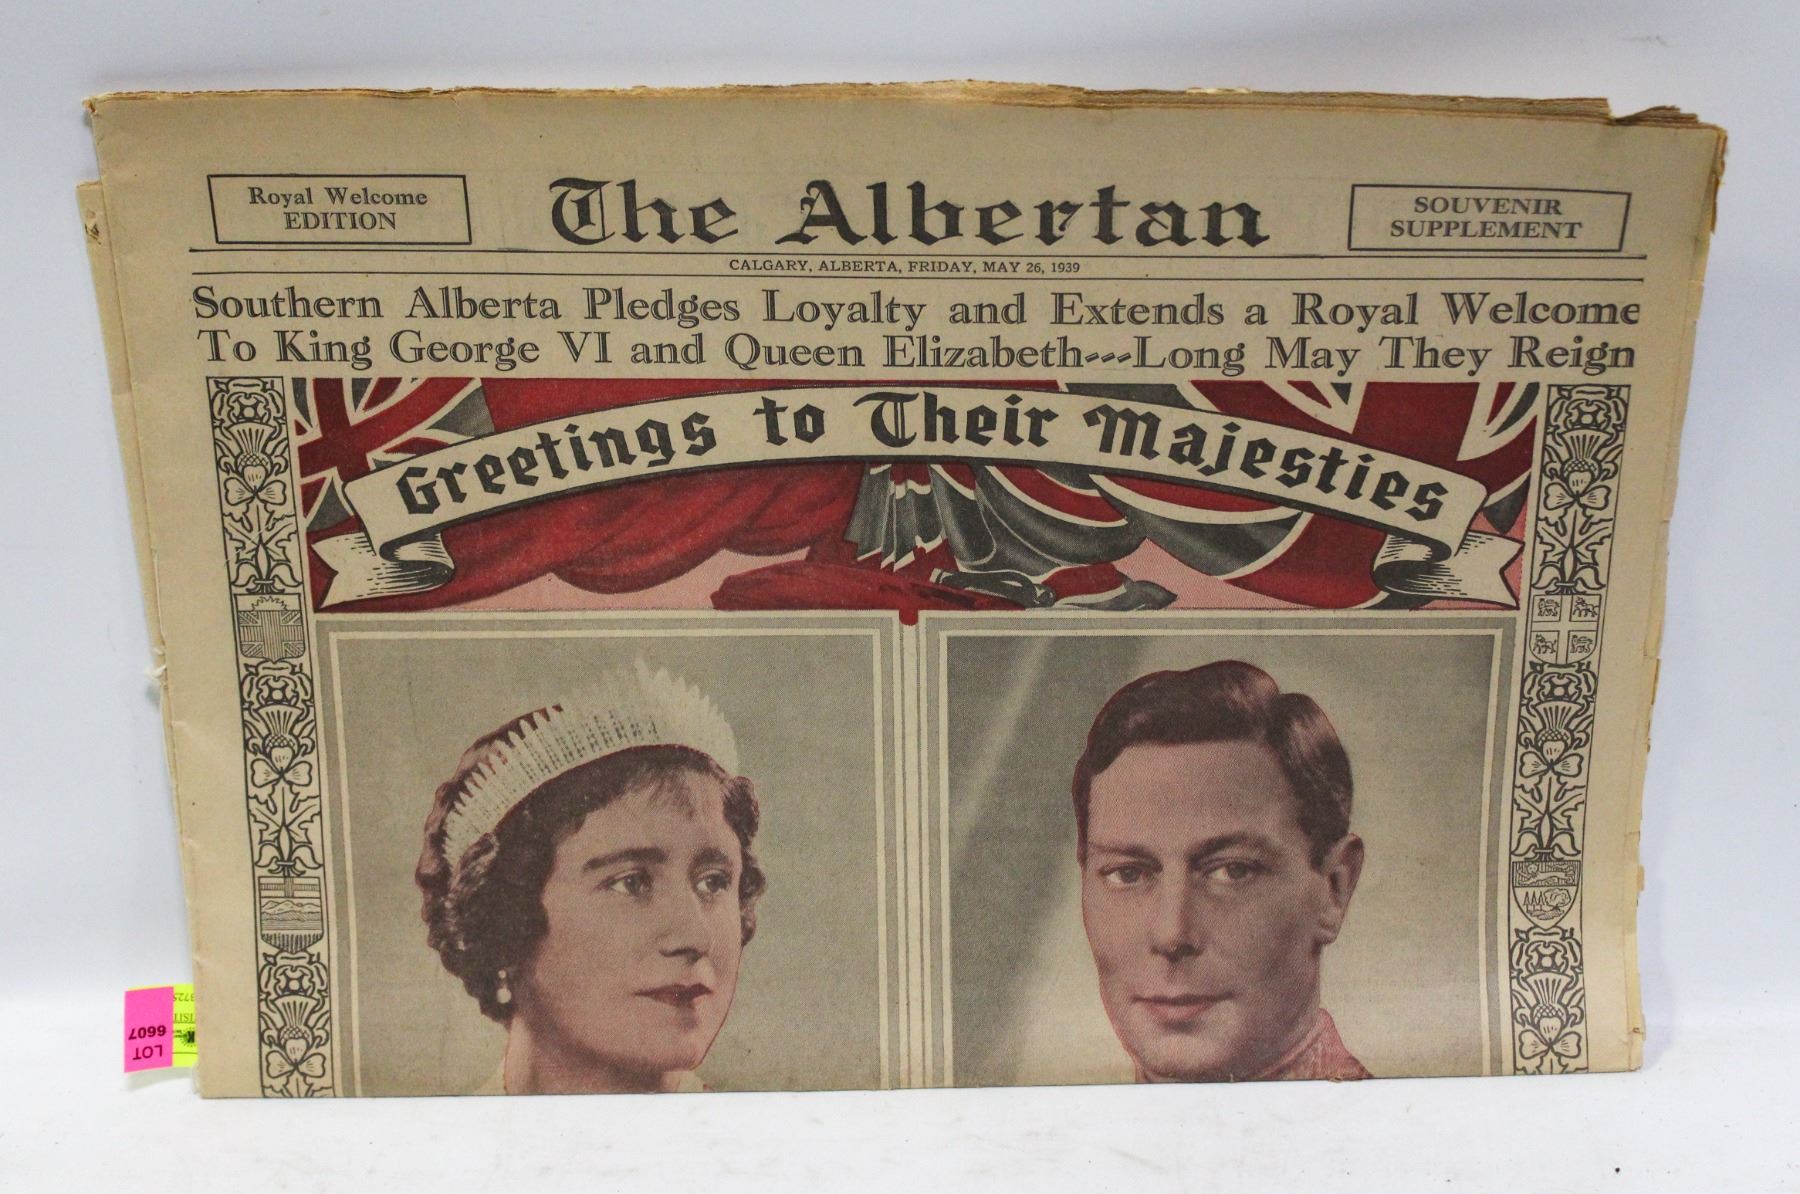 Royal Welcome
EDITION
The Albertan
SOUVENIR
SUPPLEMENT
CALGARY, ALBERTA, FRIDAY, MAY 26, 1939
Southern Alberta Pledges Loyalty and Extends a Royal Welcome
To King George VI and Queen Elizabeth---Long May They Reign
Greetings to Their Majesties
LOT
6607